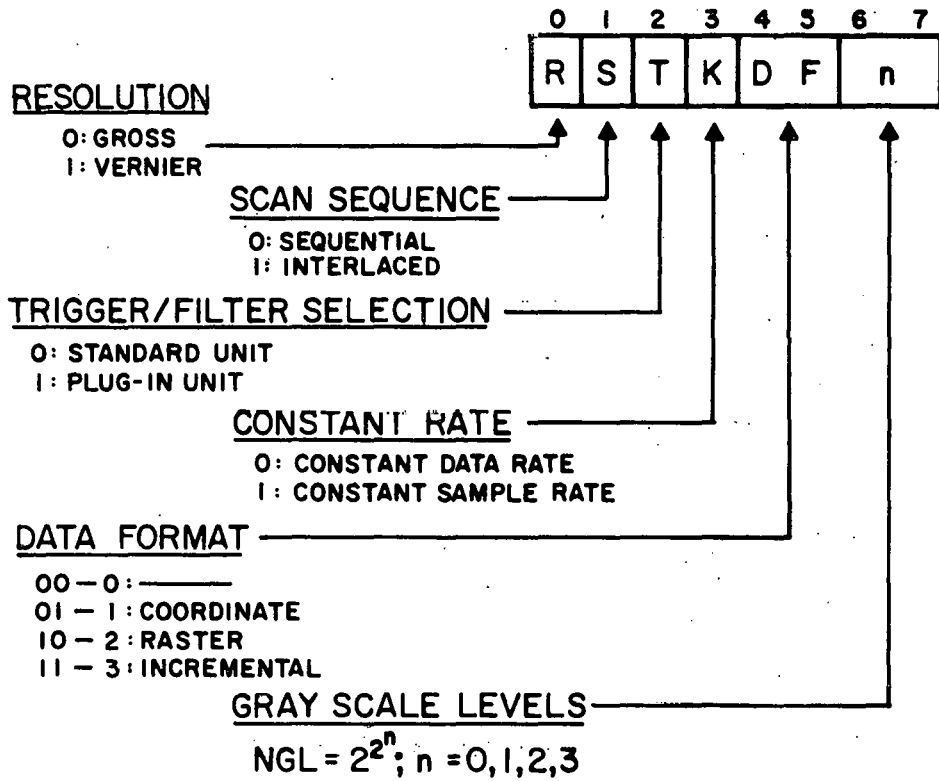 0 1 2 3 4 5 6 7
R S T K D F n
RESOLUTION
0: GROSS
1: VERNIER
SCAN SEQUENCE
0: SEQUENTIAL
1: INTERLACED
TRIGGER/FILTER SELECTION
0: STANDARD UNIT
1: PLUG-IN UNIT
CONSTANT RATE
0: CONSTANT DATA RATE
1: CONSTANT SAMPLE RATE
DATA FORMAT
00 – 0: ———
01 – 1: COORDINATE
10 – 2: RASTER
11 – 3: INCREMENTAL
GRAY SCALE LEVELS
NGL = 2^2^n; n = 0,1,2,3